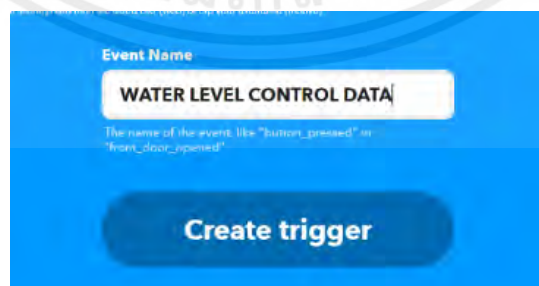 Event Name
WATER LEVEL CONTROL DATA
The name of the event, like "button_pressed" or
"front_door_opened"
Create trigger